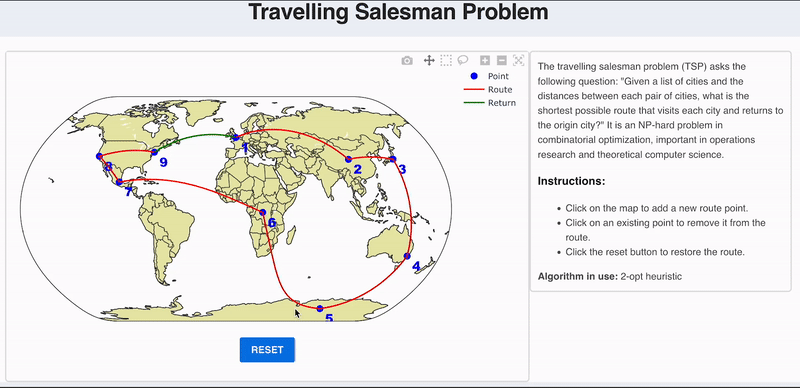 Travelling Salesman Problem
Point
Route
Return
1
2
3
4
5
6
7
8
9
RESET
The travelling salesman problem (TSP) asks the
following question: "Given a list of cities and the
distances between each pair of cities, what is the
shortest possible route that visits each city and returns to
the origin city?" It is an NP-hard problem in
combinatorial optimization, important in operations
research and theoretical computer science.
Instructions:
Click on the map to add a new route point.
Click on an existing point to remove it from the
route.
Click the reset button to restore the route.
Algorithm in use: 2-opt heuristic